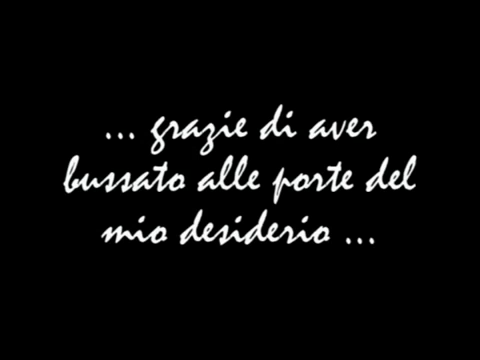 ... grazie di aver
bussato alle porte del
mio desiderio ...